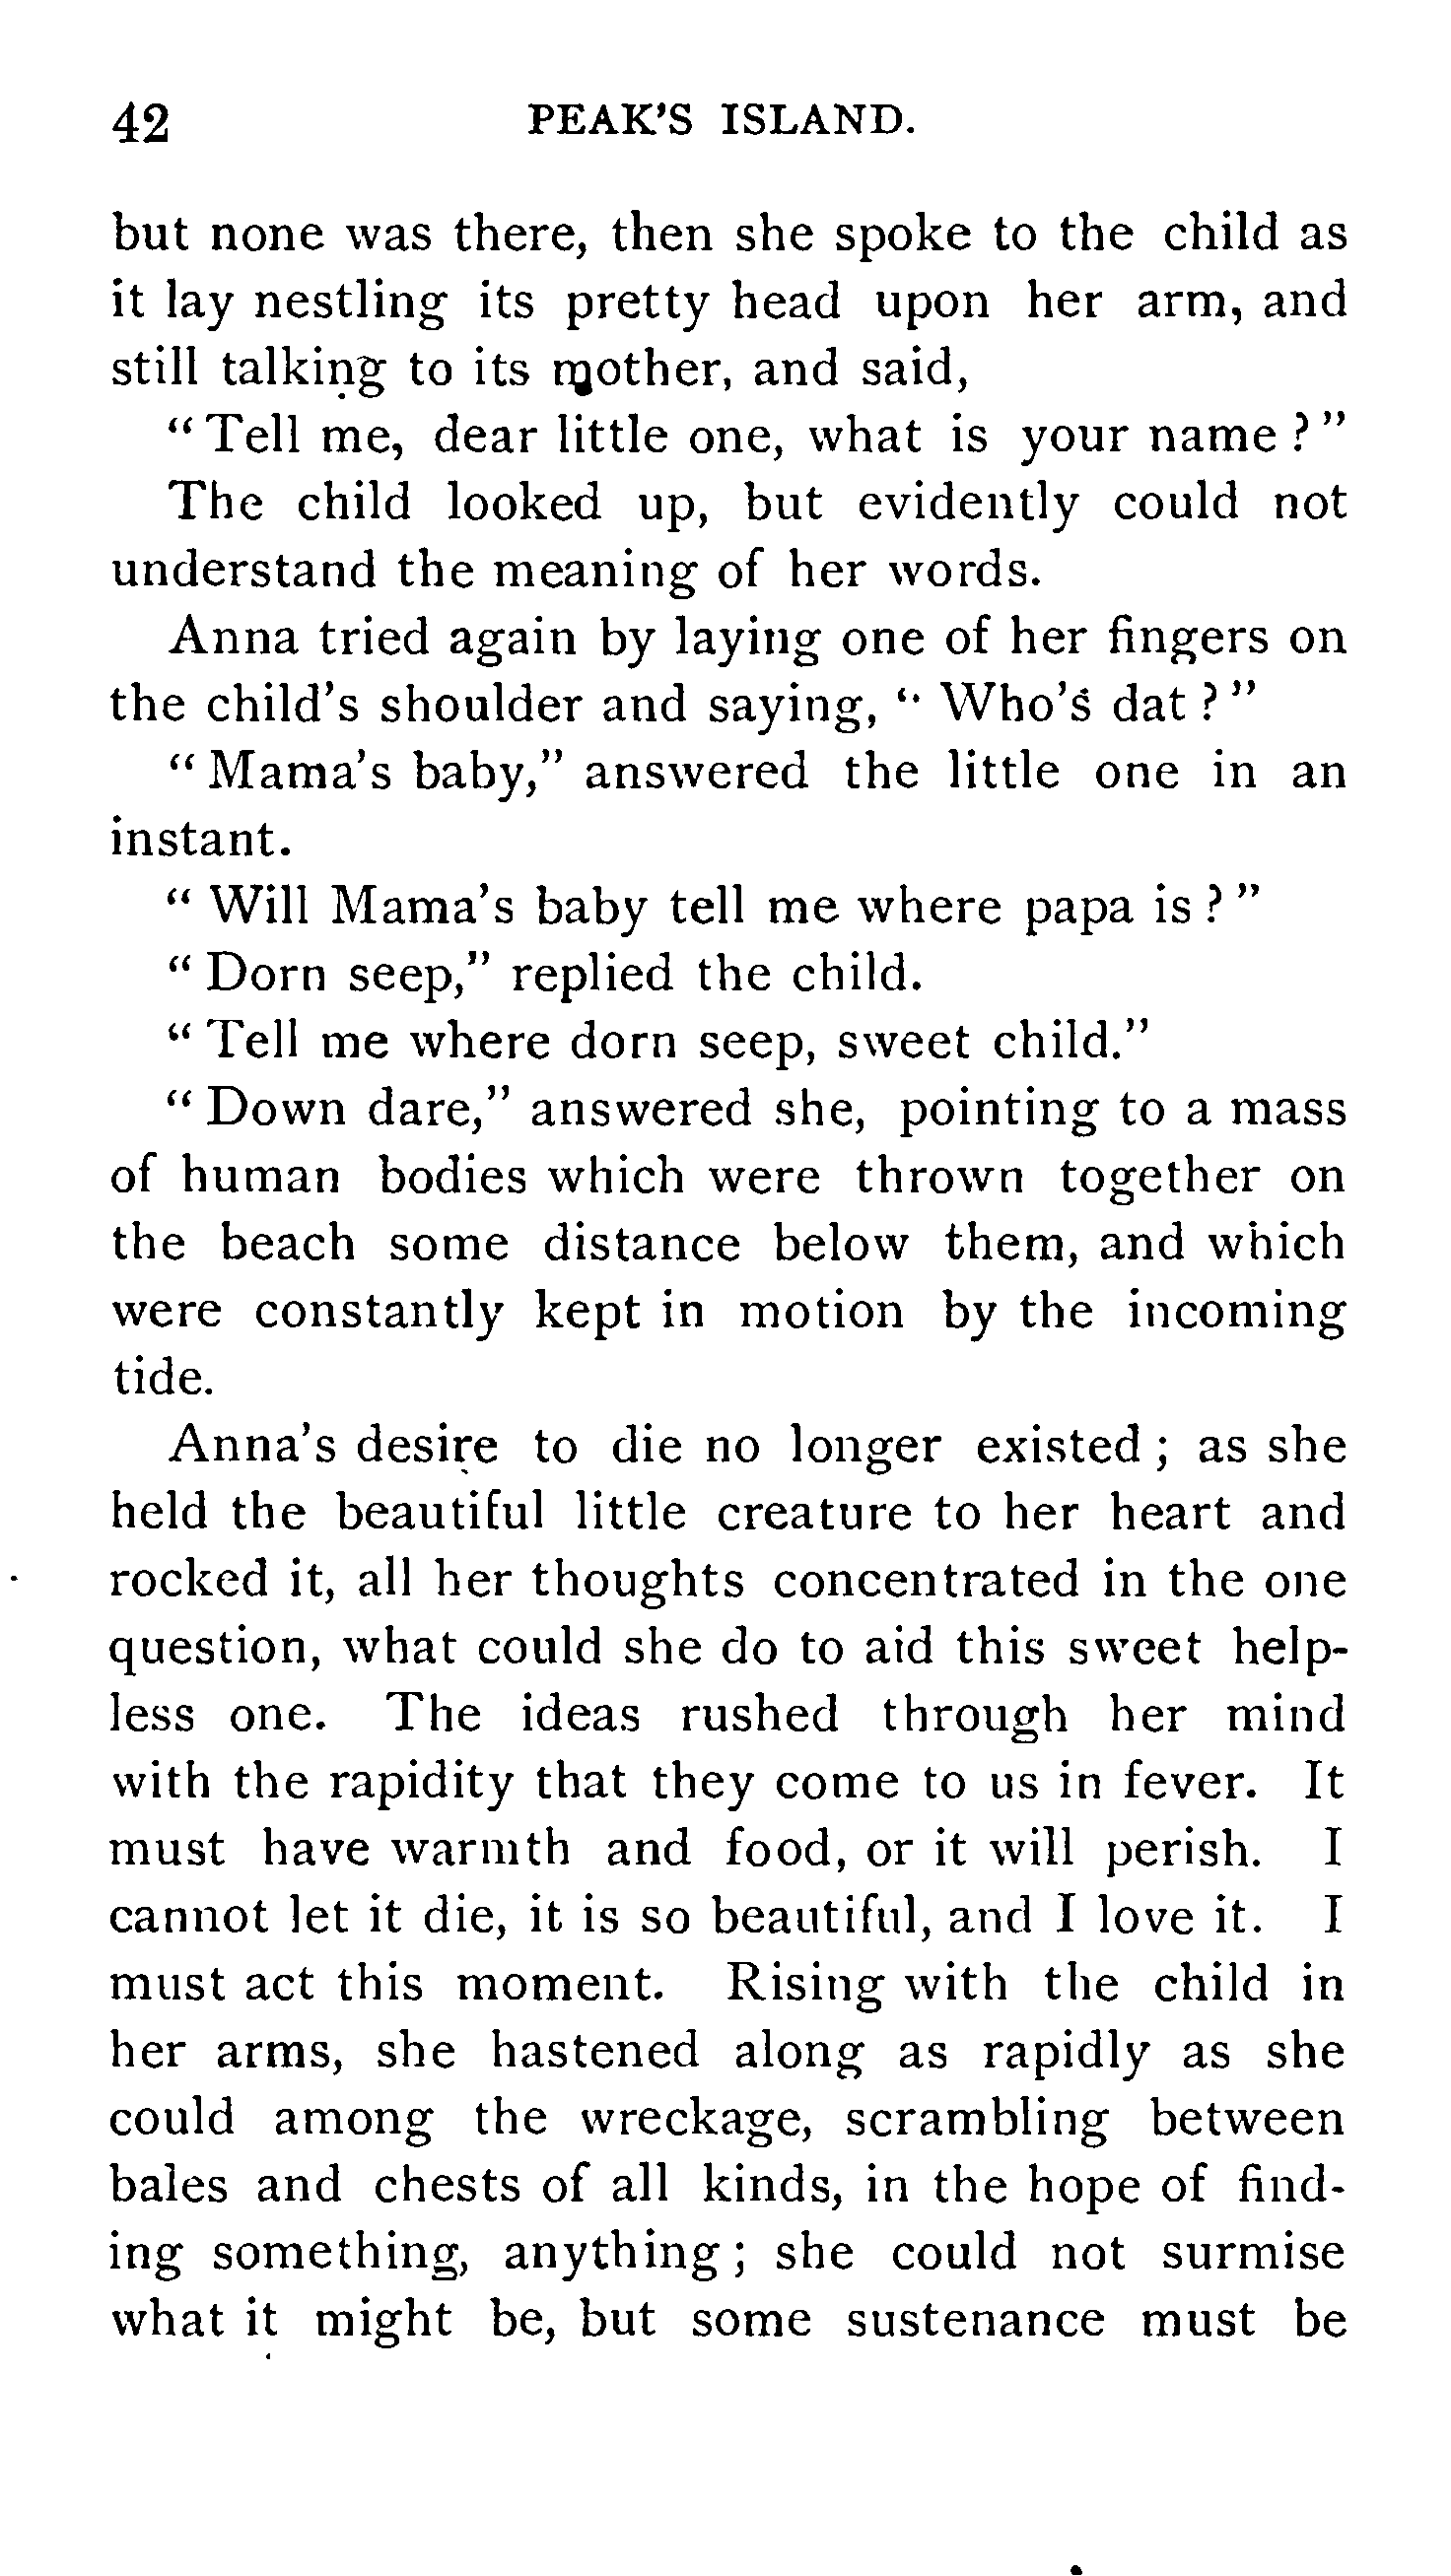 42 PEAK'S ISLAND.
but none was there, then she spoke to the child as
it lay nestling its pretty head upon her arm, and
still talking to its mother, and said,
"Tell me, dear little one, what is your name?"
The child looked up, but evidently could not
understand the meaning of her words.
Anna tried again by laying one of her fingers on
the child's shoulder and saying, "Who's dat?"
"Mama's baby," answered the little one in an
instant.
"Will Mama's baby tell me where papa is?"
"Dorn seep," replied the child.
"Tell me where dorn seep, sweet child."
"Down dare," answered she, pointing to a mass
of human bodies which were thrown together on
the beach some distance below them, and which
were constantly kept in motion by the incoming
tide.
Anna's desire to die no longer existed; as she
held the beautiful little creature to her heart and
rocked it, all her thoughts concentrated in the one
question, what could she do to aid this sweet help-
less one. The ideas rushed through her mind
with the rapidity that they come to us in fever. It
must have warmth and food, or it will perish. I
cannot let it die, it is so beautiful, and I love it. I
must act this moment. Rising with the child in
her arms, she hastened along as rapidly as she
could among the wreckage, scrambling between
bales and chests of all kinds, in the hope of find-
ing something, anything; she could not surmise
what it might be, but some sustenance must be